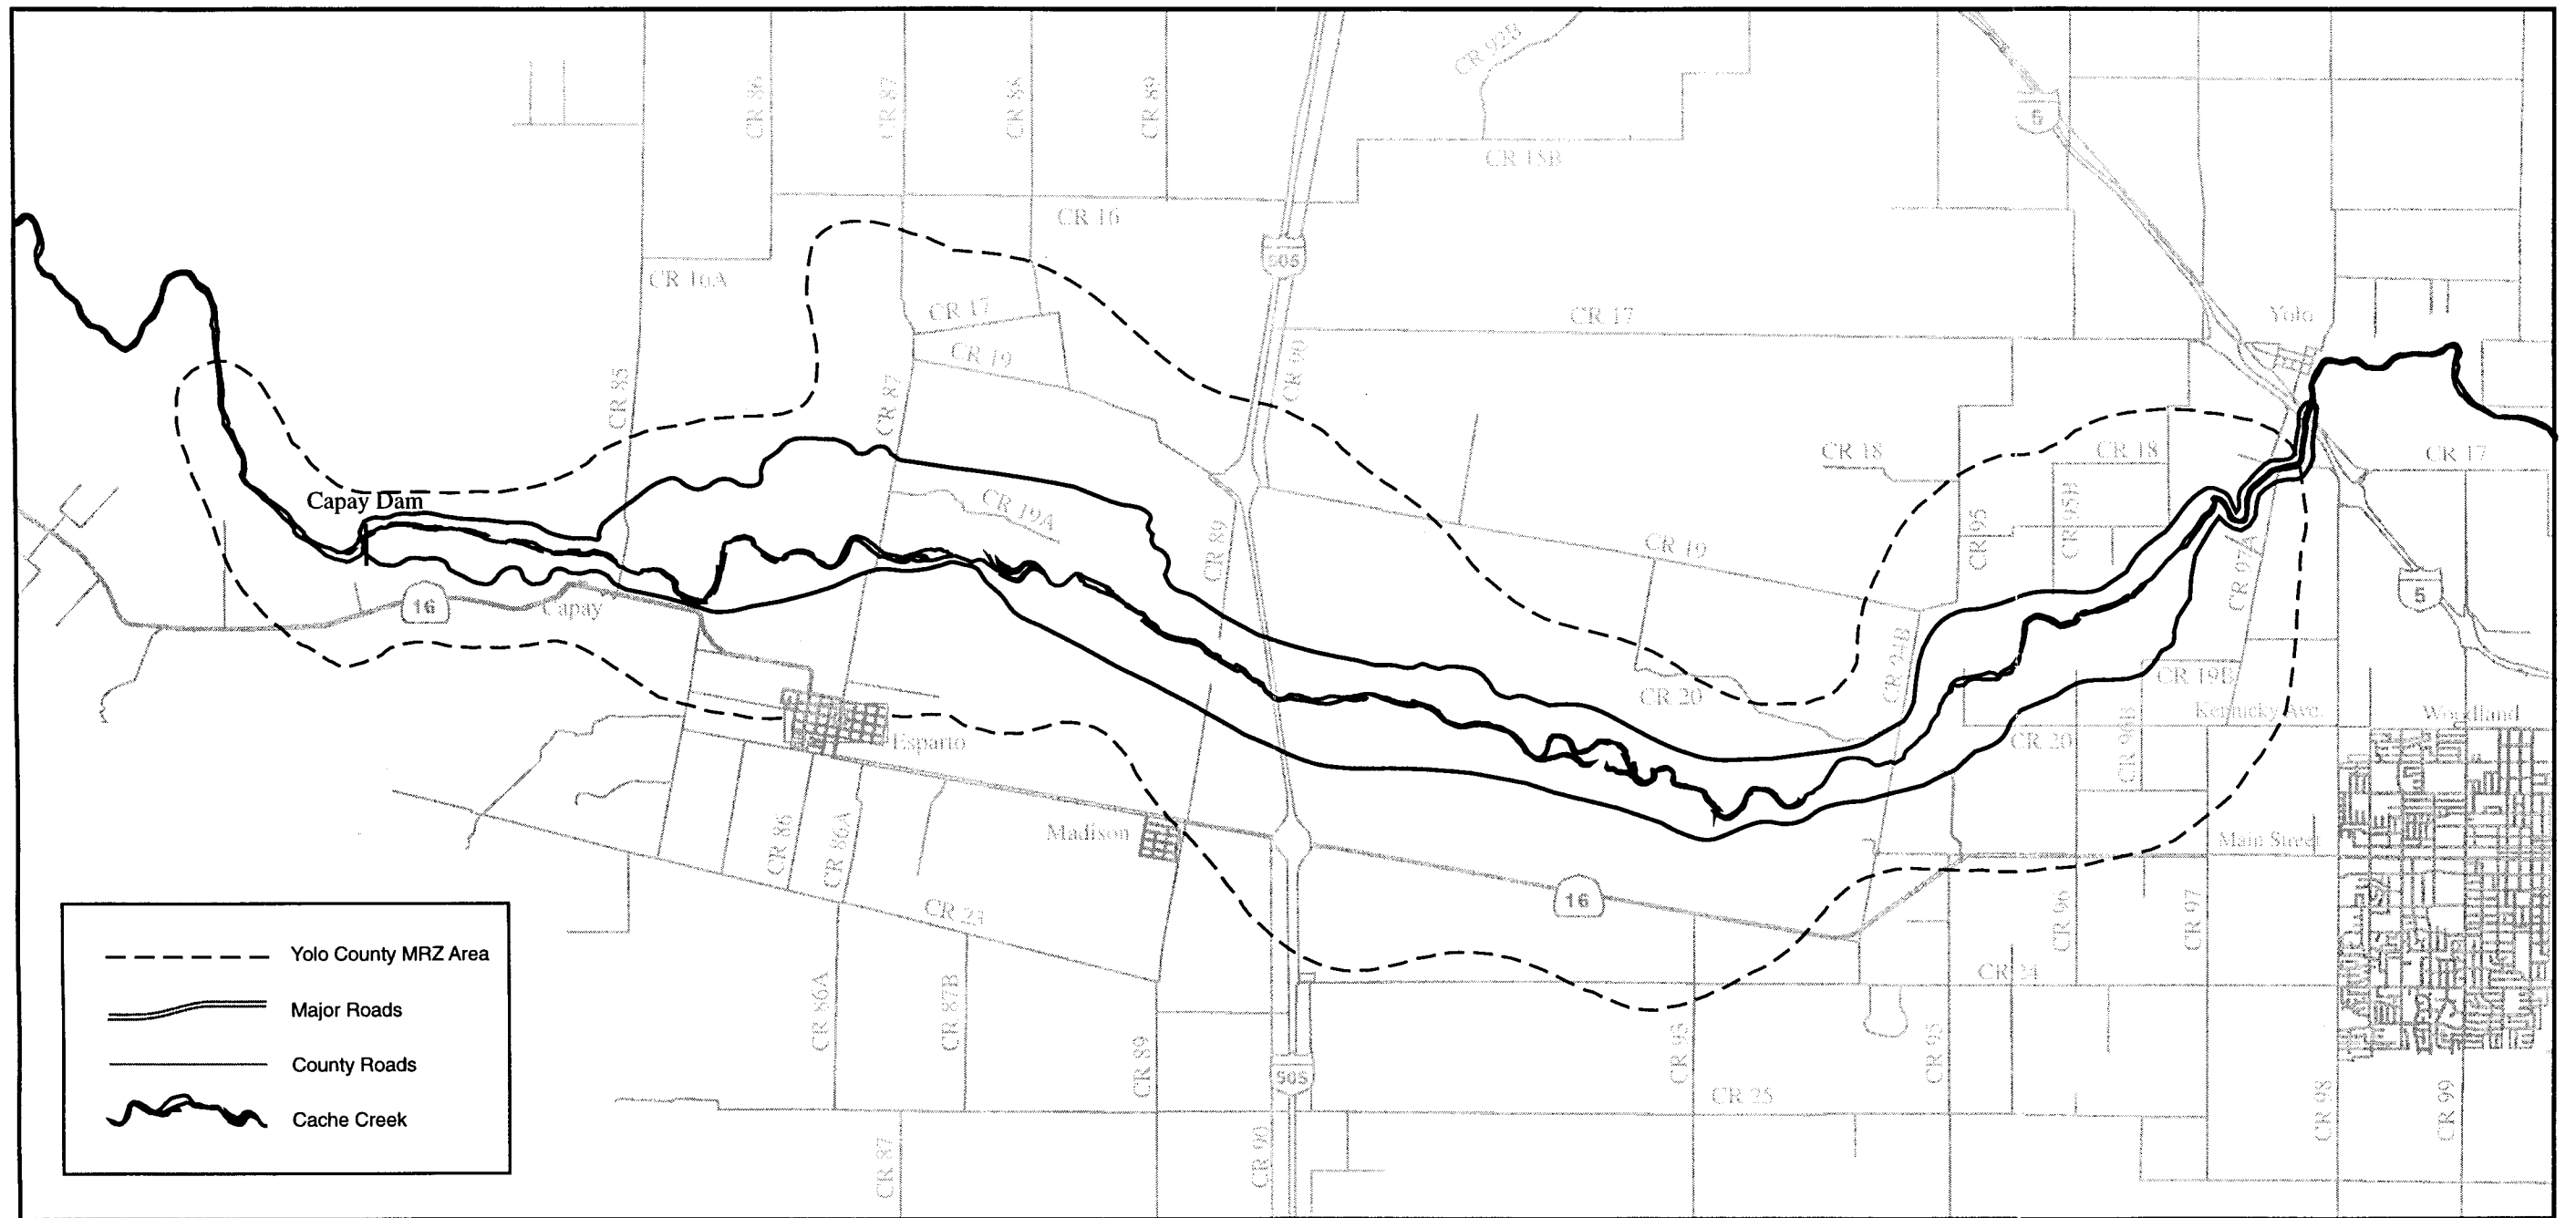 CR 92B
CR 86
CR 87
CR 88
CR 89
5
CR 15B
CR 16
505
CR 16A
CR 17
CR 17
Yolo
CR 19
CR 90
CR 85
CR 87
CR 18
CR 18
CR 17
Capay Dam
CR 19A
CR 89
CR 19
CR 95
CR 95B
CR 97A
5
16
Capay
CR 94B
CR 20
CR 19B
Kentucky Ave.
Woodland
Esparto
CR 20
CR 96B
Madison
CR 86
CR 86A
Main Street
16
CR 23
CR 96
CR 97
Yolo County MRZ Area
CR 24
Major Roads
CR 86A
CR 87B
CR 89
505
CR 95
County Roads
CR 25
CR 98
CR 99
Cache Creek
CR 87
CR 90